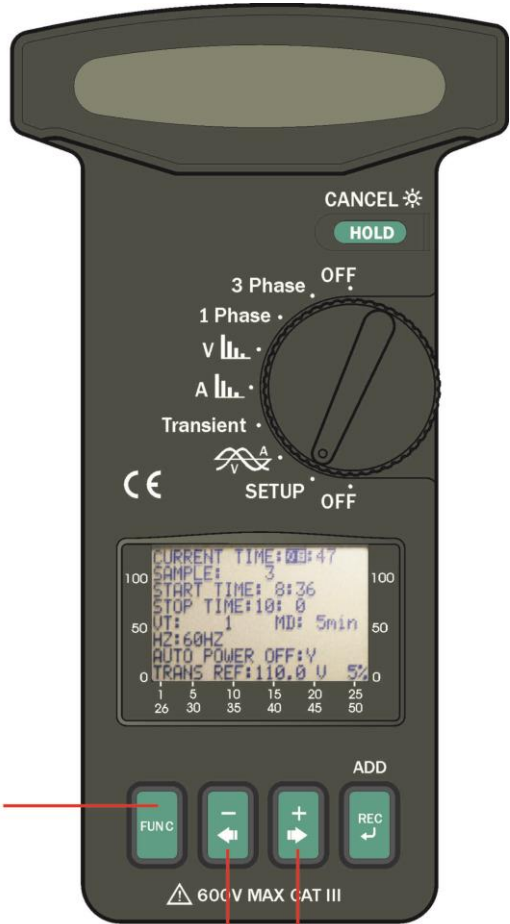 CANCEL
HOLD
OFF
3 Phase
1 Phase
V
A
Transient
V A
CE
SETUP
OFF
CURRENT TIME:08:47
SAMPLE: 3
START TIME: 8:36
STOP TIME:10: 0
VT: 1 MD: 5min
HZ:60HZ
AUTO POWER OFF:Y
TRANS REF:110.0 V 5%
100 100
50 50
0 0
1 5 10 15 20 25
26 30 35 40 45 50
ADD
FUNC
−
+
REC
600V MAX CAT III